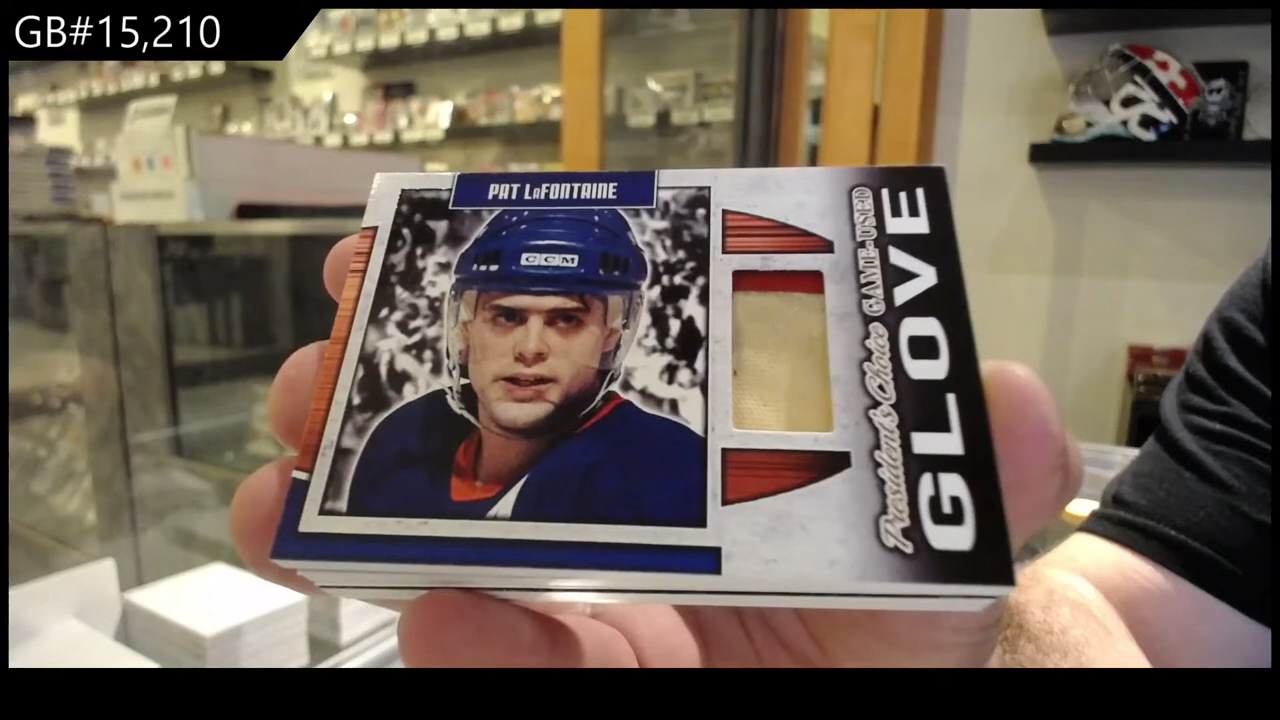 GB#15,210
PAT LaFONTAINE
CCM
President's Choice GAME-USED
GLOVE